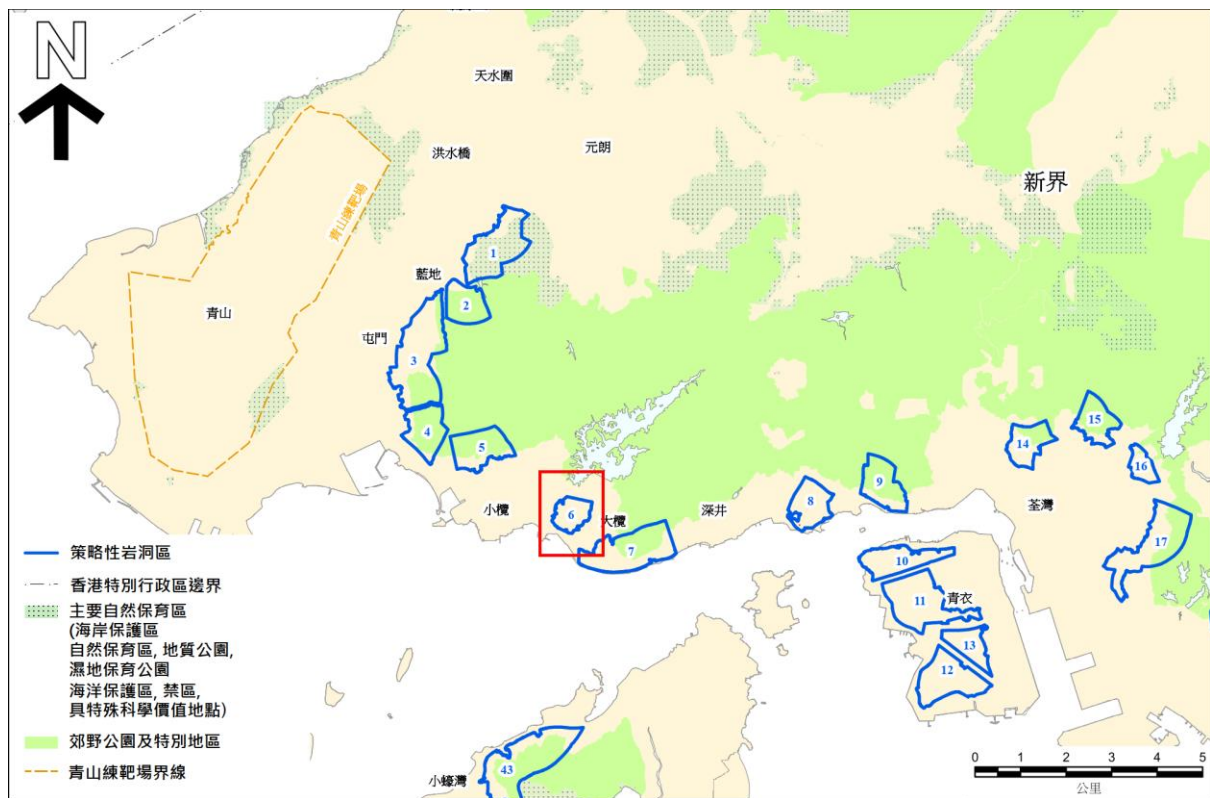 N
天水圍
洪水橋
元朗
新界
青山練靶場
1
藍地
2
青山
屯門
3
4
5
6
小欖
大欖
7
深井
8
9
14
15
16
荃灣
17
10
11
青衣
13
12
小蠔灣
43
策略性岩洞區
香港特別行政區邊界
主要自然保育區
(海岸保護區
自然保育區, 地質公園,
濕地保育公園
海洋保護區, 禁區,
具特殊科學價值地點)
郊野公園及特別地區
青山練靶場界線
0 1 2 3 4 5
公里